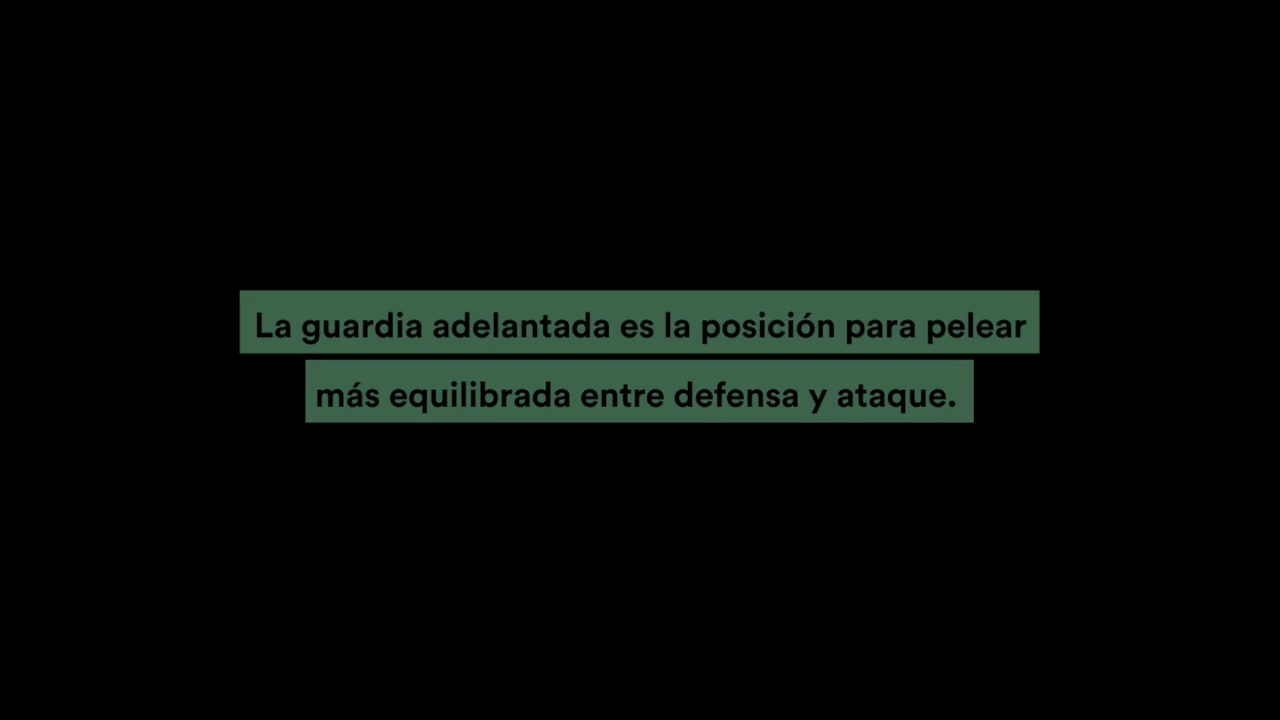 La guardia adelantada es la posición para pelear
más equilibrada entre defensa y ataque.